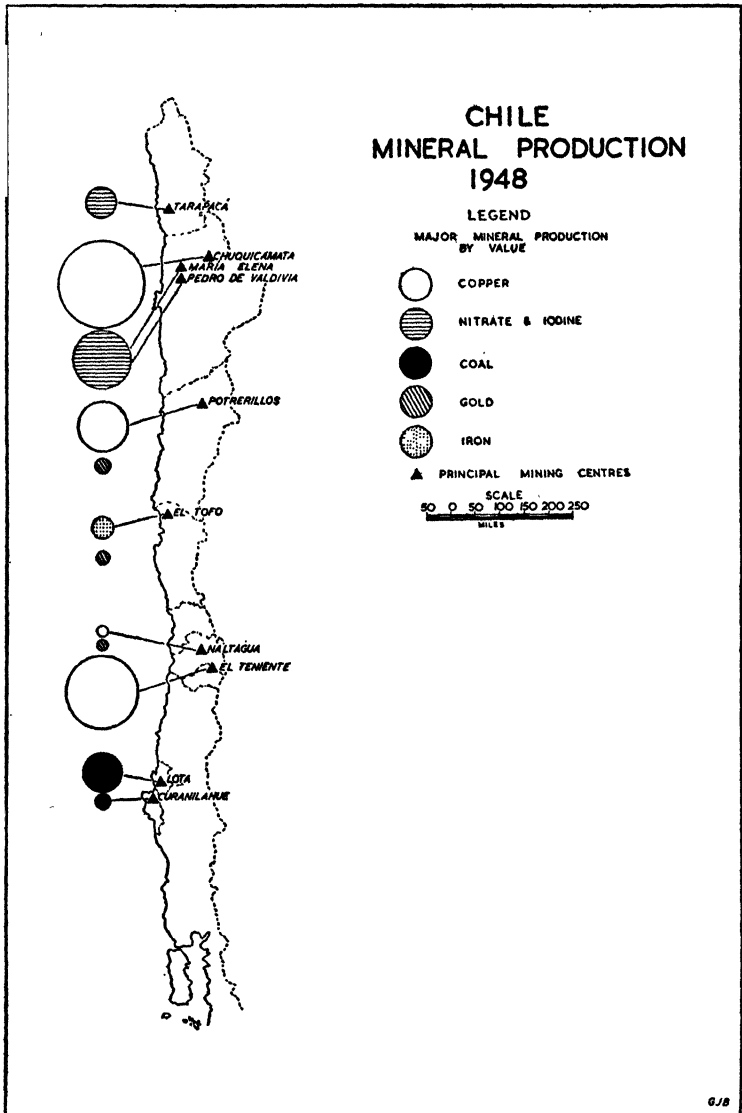 CHILE
MINERAL PRODUCTION
1948
LEGEND
MAJOR MINERAL PRODUCTION
BY VALUE
COPPER
NITRATE & IODINE
COAL
GOLD
IRON
PRINCIPAL MINING CENTRES
SCALE
50 0 50 100 150 200 250
MILES
TARAPACÁ
CHUQUICAMATA
MARIA ELENA
PEDRO DE VALDIVIA
POTRERILLOS
EL TOFO
NALTAGUA
EL TENIENTE
LOTA
CURANILAHUE
GJB